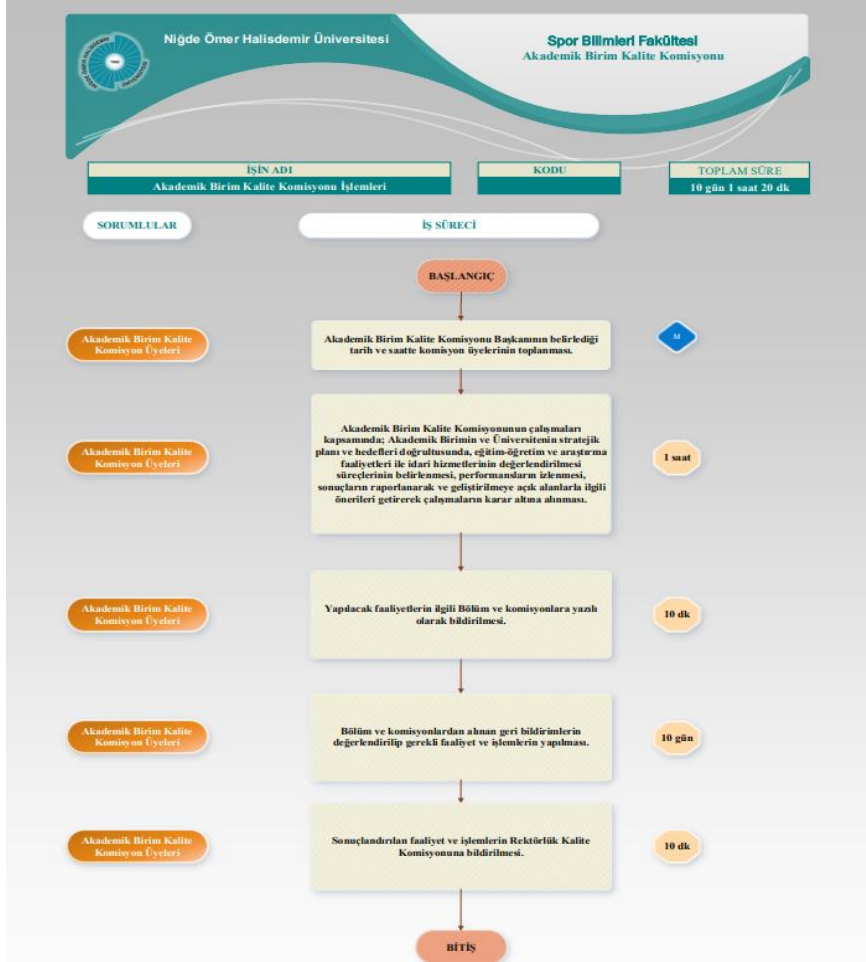 Niğde Ömer Halisdemir Üniversitesi
Spor Bilimleri Fakültesi
Akademik Birim Kalite Komisyonu
İŞİN ADI
Akademik Birim Kalite Komisyonu İşlemleri
KODU
TOPLAM SÜRE
10 gün 1 saat 20 dk
SORUMLULAR
İŞ SÜRECİ
BAŞLANGIÇ
Akademik Birim Kalite
Komisyon Üyeleri
Akademik Birim Kalite Komisyonu Başkanının belirlediği
tarih ve saatte komisyon üyelerinin toplanması.
M
Akademik Birim Kalite
Komisyon Üyeleri
Akademik Birim Kalite Komisyonunun çalışmaları
kapsamında; Akademik Birimin ve Üniversitenin stratejik
planı ve hedefleri doğrultusunda, eğitim-öğretim ve araştırma
faaliyetleri ile idari hizmetlerinin değerlendirilmesi
süreçlerinin belirlenmesi, performansların izlenmesi,
sonuçların raporlanarak ve geliştirilmeye açık alanlarla ilgili
önerileri getirerek çalışmaların karar altına alınması.
1 saat
Akademik Birim Kalite
Komisyon Üyeleri
Yapılacak faaliyetlerin ilgili Bölüm ve komisyonlara yazılı
olarak bildirilmesi.
10 dk
Akademik Birim Kalite
Komisyon Üyeleri
Bölüm ve komisyonlardan alınan geri bildirimlerin
değerlendirilip gerekli faaliyet ve işlemlerin yapılması.
10 gün
Akademik Birim Kalite
Komisyon Üyeleri
Sonuçlandırılan faaliyet ve işlemlerin Rektörlük Kalite
Komisyonuna bildirilmesi.
10 dk
BİTİŞ